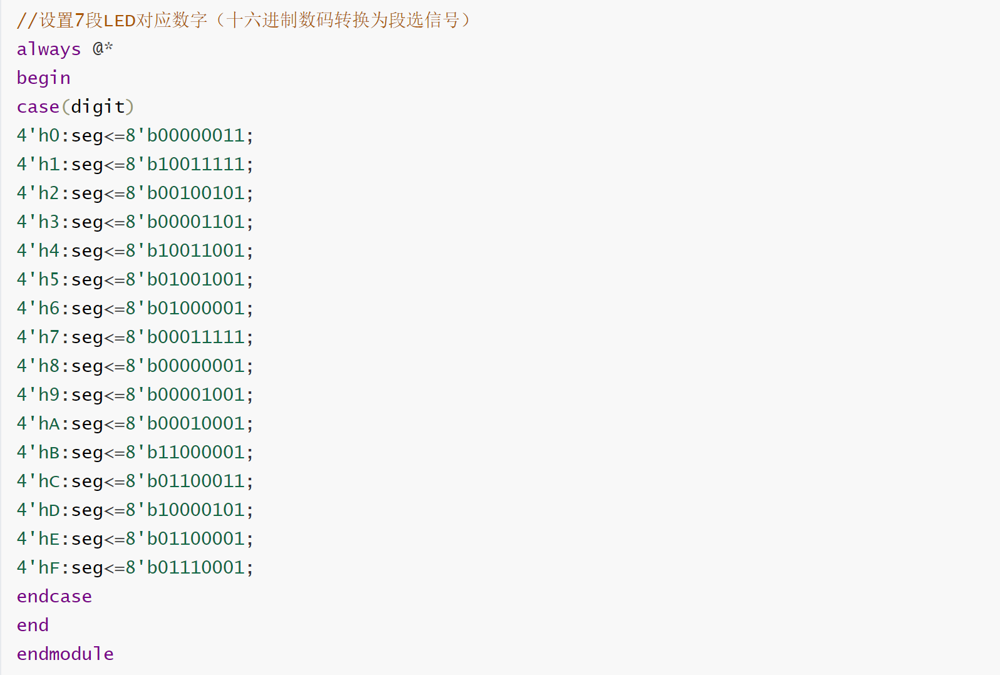 //设置7段LED对应数字（十六进制数码转换为段选信号）
always @*
begin
case(digit)
4'h0:seg<=8'b00000011;
4'h1:seg<=8'b10011111;
4'h2:seg<=8'b00100101;
4'h3:seg<=8'b00001101;
4'h4:seg<=8'b10011001;
4'h5:seg<=8'b01001001;
4'h6:seg<=8'b01000001;
4'h7:seg<=8'b00011111;
4'h8:seg<=8'b00000001;
4'h9:seg<=8'b00001001;
4'hA:seg<=8'b00010001;
4'hB:seg<=8'b11000001;
4'hC:seg<=8'b01100011;
4'hD:seg<=8'b10000101;
4'hE:seg<=8'b01100001;
4'hF:seg<=8'b01110001;
endcase
end
endmodule